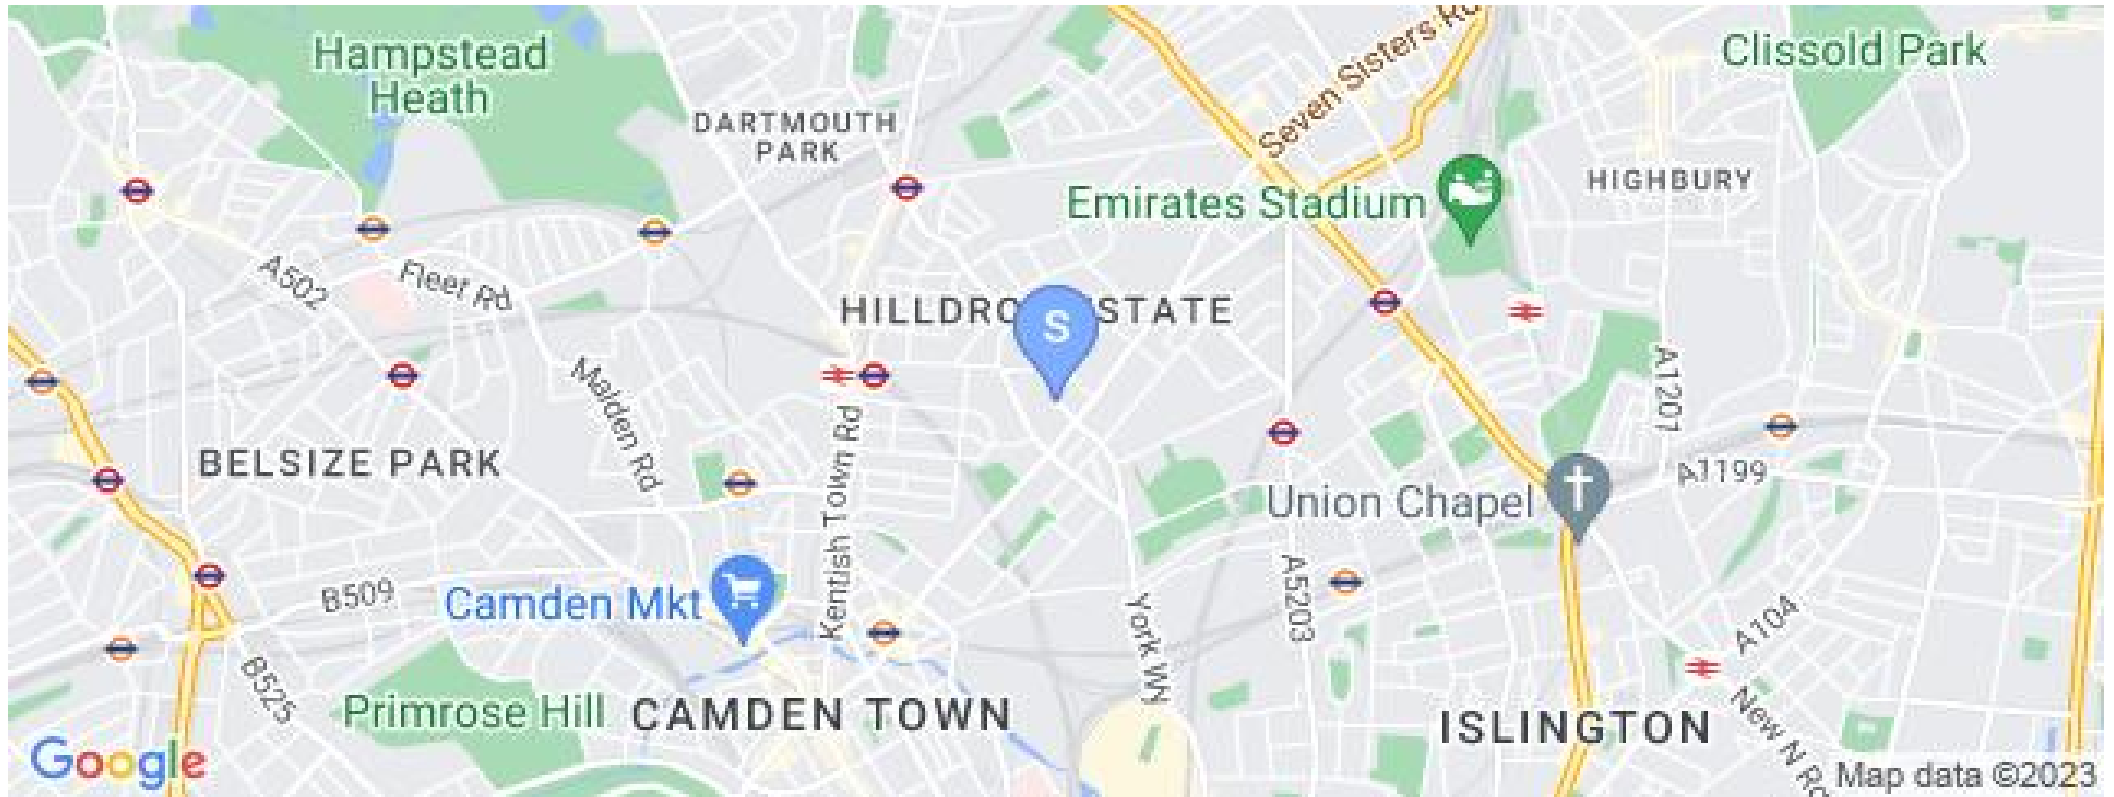 Hampstead
Heath
Clissold Park
Seven Sisters Rd
DARTMOUTH
PARK
HIGHBURY
Emirates Stadium
A502
Fleet Rd
S
STATE
Maiden Rd
A1201
Kentish Town Rd
BELSIZE PARK
A1199
Union Chapel
B509
Camden Mkt
A5203
York Wy
A104
B525
Primrose Hill
CAMDEN TOWN
ISLINGTON
New N Rd
Google
Map data ©2023